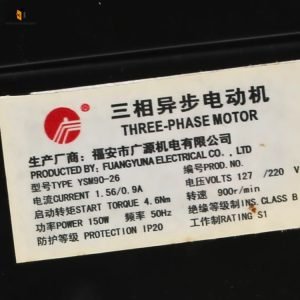 三相异步电动机
THREE-PHASE MOTOR
生产厂商: 福安市广源机电有限公司
PRODUCED BY: FUANGYUNA ELECTRICAL CO., LTD
型号TYPE YSM90-26 编号PROD.NO.
电流CURRENT 1.56/0.9A 电压VOLTS 127 /220 V
启动转矩START TORQUE 4.6Nm 转速 900r/min
功率POWER 150W 频率 50Hz 绝缘等级制INS.CLASS B
防护等级 PROTECTION IP20 工作制RATING S1